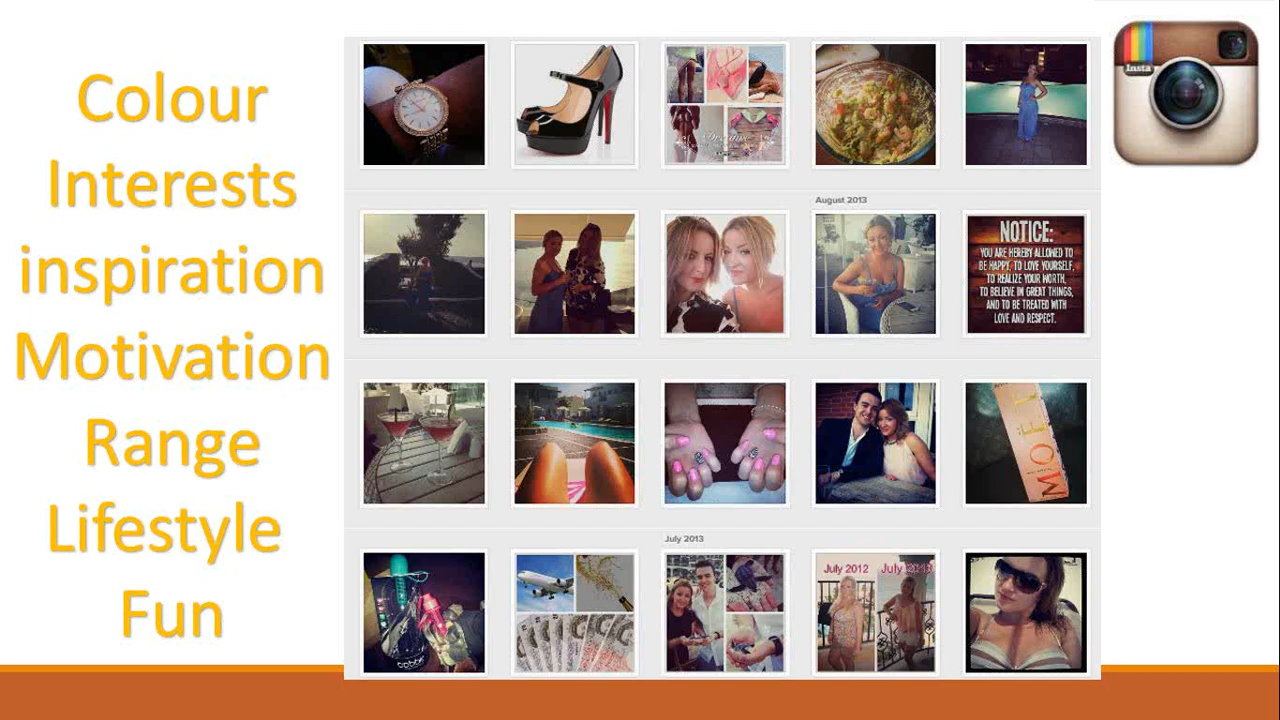 Colour
Interests
inspiration
Motivation
Range
Lifestyle
Fun
Insta
August 2013
NOTICE:
YOU ARE HEREBY ALLOWED TO
BE HAPPY, TO LOVE YOURSELF,
TO REALIZE YOUR WORTH,
TO BELIEVE IN GREAT THINGS,
AND TO BE TREATED WITH
LOVE AND RESPECT.
July 2013
July 2012